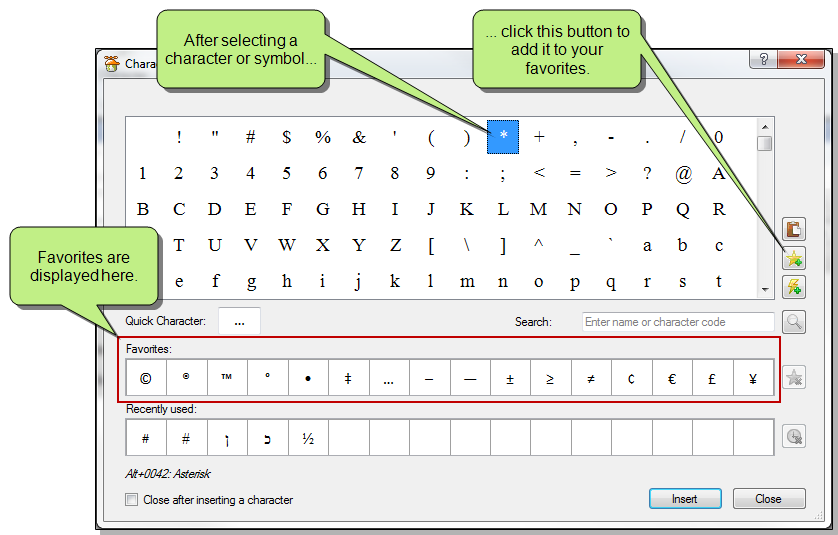 After selecting a
character or symbol...
... click this button to
add it to your
favorites.
Charac
?
! " # $ % & ' ( ) * + , - . / 0
1 2 3 4 5 6 7 8 9 : ; < = > ? @ A
B C D E F G H I J K L M N O P Q R
T U V W X Y Z [ \ ] ^ _ ` a b c
e f g h i j k l m n o p q r s t
Favorites are
displayed here.
Quick Character: ...
Search: Enter name or character code
Favorites:
© ® ™ ° • ‡ … – — ± ≥ ≠ ¢ € £ ¥
Recently used:
# # ן כ ½
Alt+0042: Asterisk
Close after inserting a character
Insert
Close